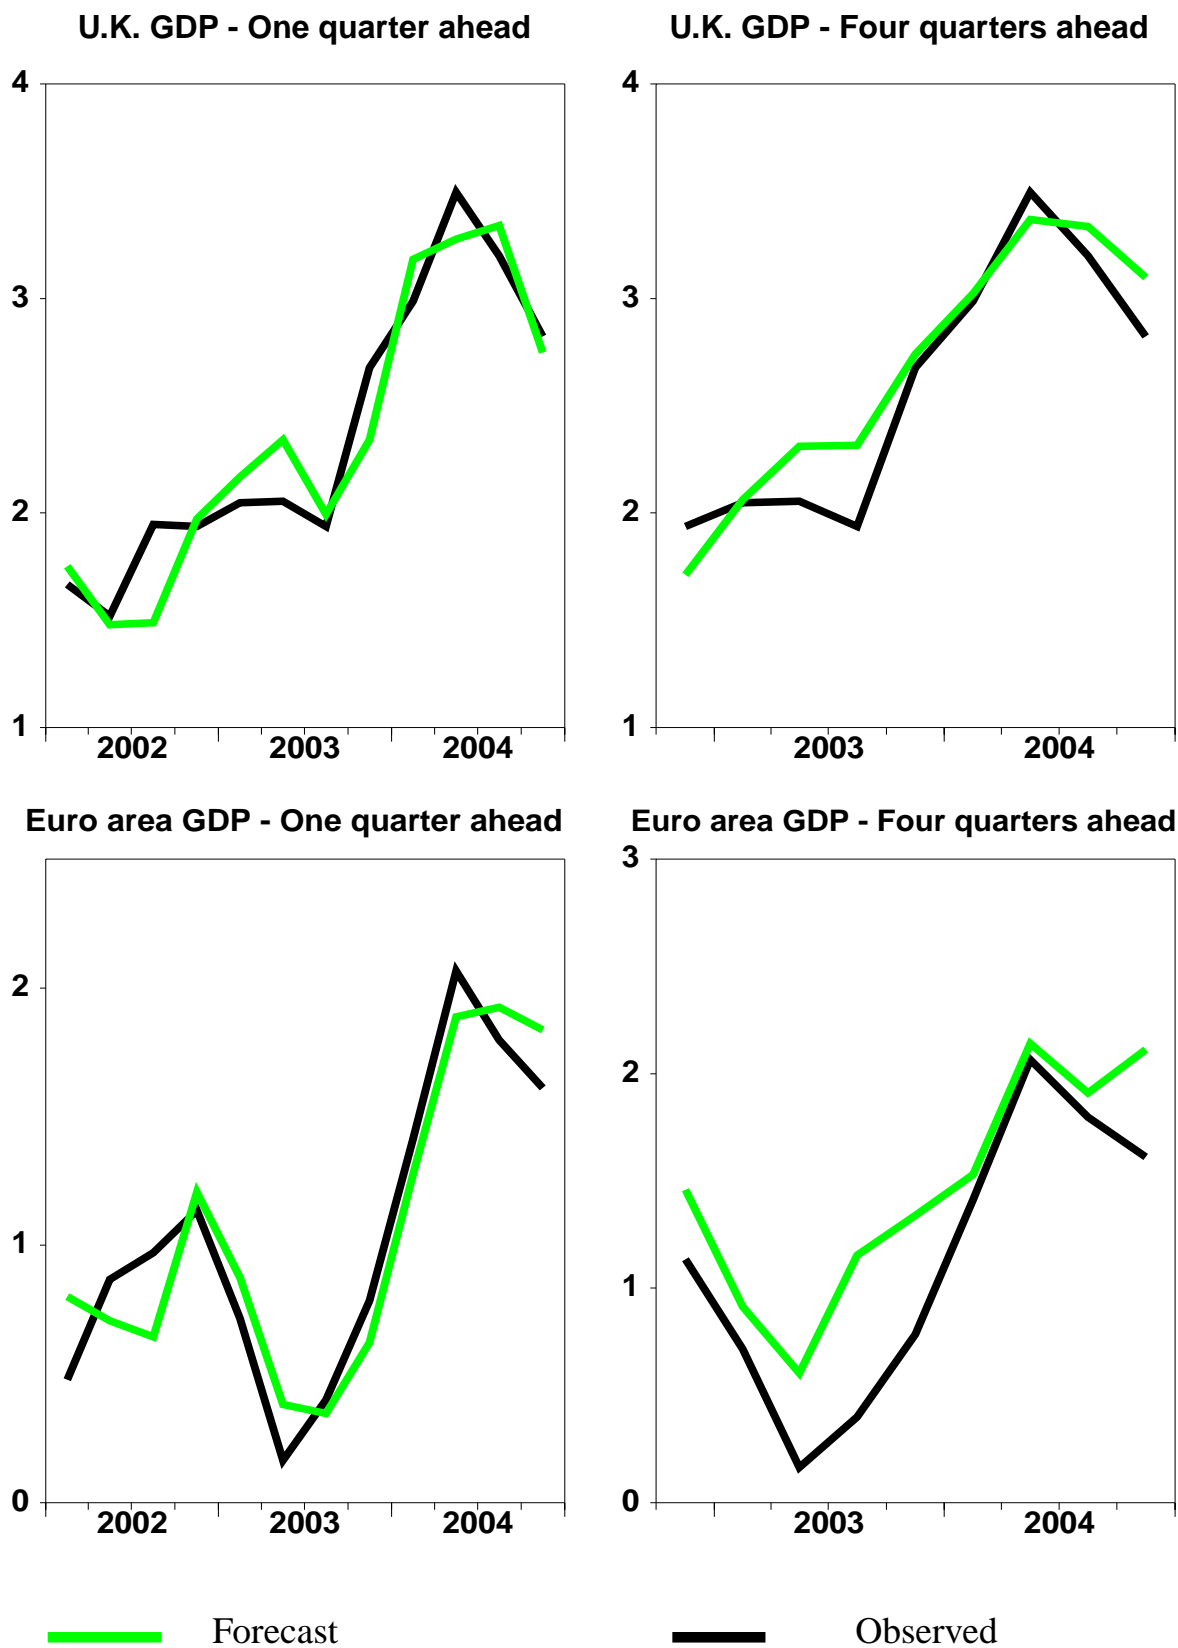 U.K. GDP - One quarter ahead
U.K. GDP - Four quarters ahead
4
3
2
1
2002 2003 2004
4
3
2
1
2003 2004
Euro area GDP - One quarter ahead
Euro area GDP - Four quarters ahead
2
1
0
2002 2003 2004
3
2
1
0
2003 2004
Forecast
Observed